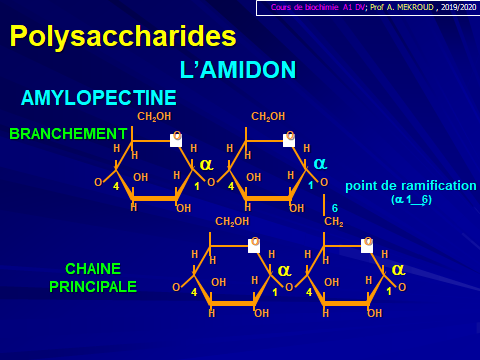 Cours de biochimie A1 DV; Prof A. MEKROUD , 2019/2020
Polysaccharides
L'AMIDON
AMYLOPECTINE
BRANCHEMENT
CH2OH CH2OH
O O
H H α H H α
H H
O 4 OH H 1 O 4 OH H 1 O
H OH H OH
point de ramification
(α 1__6)
6
CH2OH CH2
O O
H H α H H α
H H
CHAINE
PRINCIPALE
O 4 OH H 1 O 4 OH H 1 O
H OH H OH